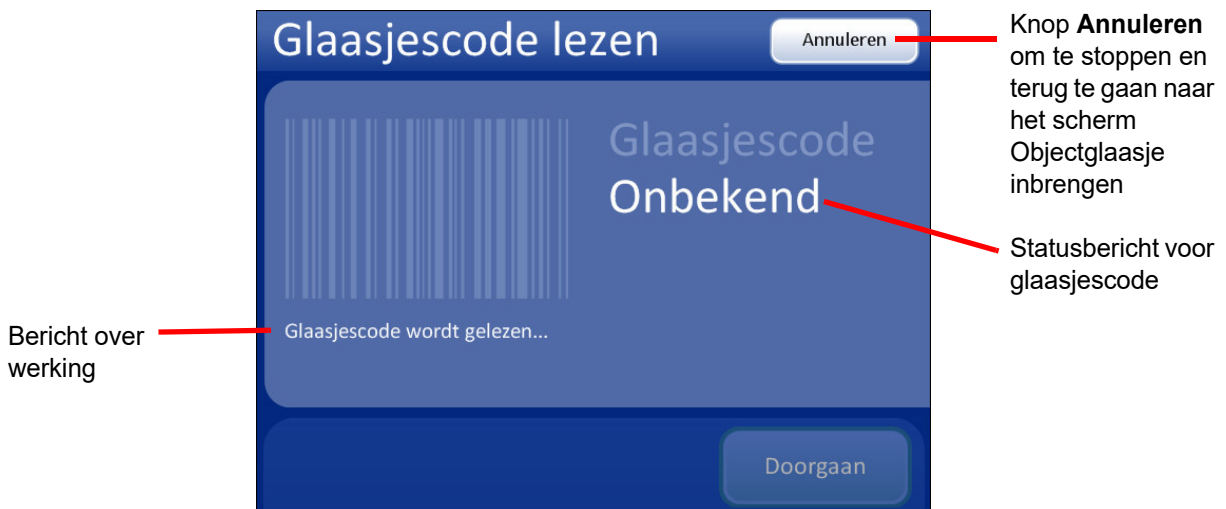 Glaasjescode lezen
Annuleren
Knop Annuleren
om te stoppen en
terug te gaan naar
het scherm
Objectglaasje
inbrengen
Glaasjescode
Onbekend
Statusbericht voor
glaasjescode
Bericht over
werking
Glaasjescode wordt gelezen...
Doorgaan